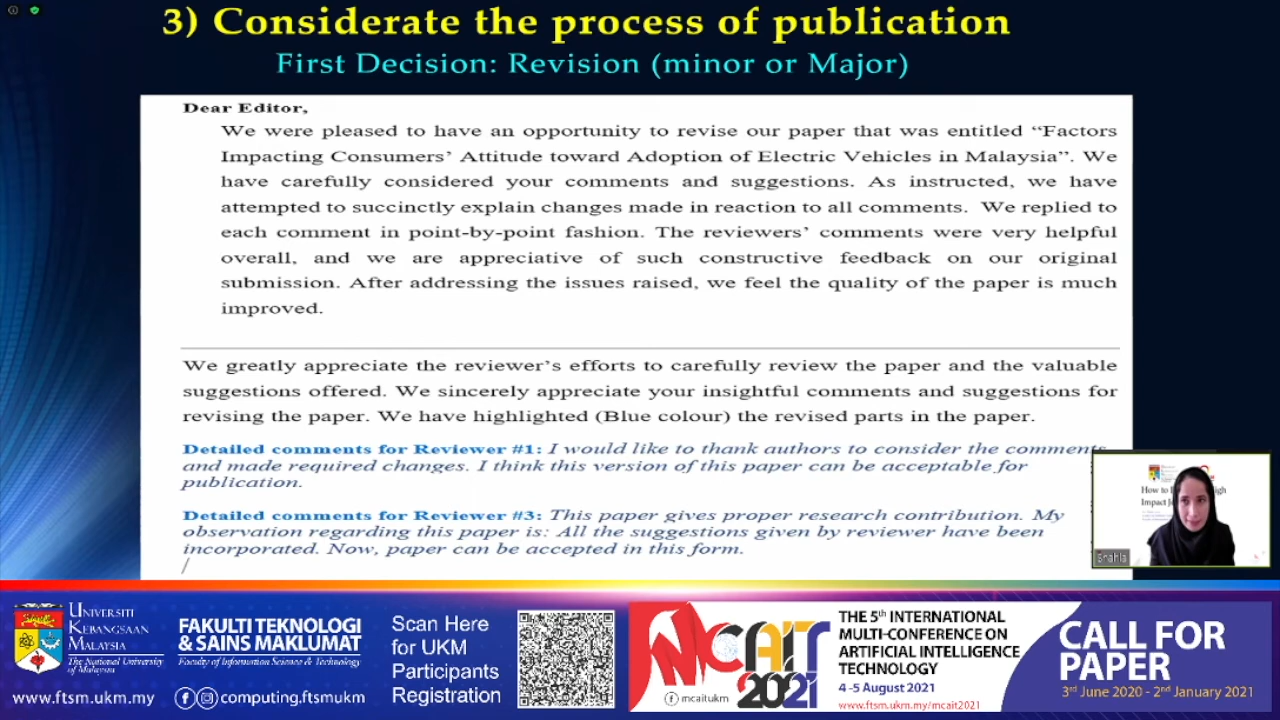 3) Considerate the process of publication
First Decision: Revision (minor or Major)
Dear Editor,
We were pleased to have an opportunity to revise our paper that was entitled “Factors
Impacting Consumers’ Attitude toward Adoption of Electric Vehicles in Malaysia”. We
have carefully considered your comments and suggestions. As instructed, we have
attempted to succinctly explain changes made in reaction to all comments. We replied to
each comment in point-by-point fashion. The reviewers’ comments were very helpful
overall, and we are appreciative of such constructive feedback on our original
submission. After addressing the issues raised, we feel the quality of the paper is much
improved.
We greatly appreciate the reviewer’s efforts to carefully review the paper and the valuable
suggestions offered. We sincerely appreciate your insightful comments and suggestions for
revising the paper. We have highlighted (Blue colour) the revised parts in the paper.
Detailed comments for Reviewer #1: I would like to thank authors to consider the comments
and made required changes. I think this version of this paper can be acceptable for
publication.
Detailed comments for Reviewer #3: This paper gives proper research contribution. My
observation regarding this paper is: All the suggestions given by reviewer have been
incorporated. Now, paper can be accepted in this form.
/
How to
Impact
Shahla
UNIVERSITI
KEBANGSAAN
MALAYSIA
The National University
of Malaysia
www.ftsm.ukm.my
FAKULTI TEKNOLOGI
& SAINS MAKLUMAT
Faculty of Information Science & Technology
computing.ftsmukm
Scan Here
for UKM
Participants
Registration
MCAIT
2021
mcaitukm
THE 5th INTERNATIONAL
MULTI-CONFERENCE ON
ARTIFICIAL INTELLIGENCE
TECHNOLOGY
4 -5 August 2021
www.ftsm.ukm.my/mcait2021
CALL FOR
PAPER
3rd June 2020 - 2nd January 2021